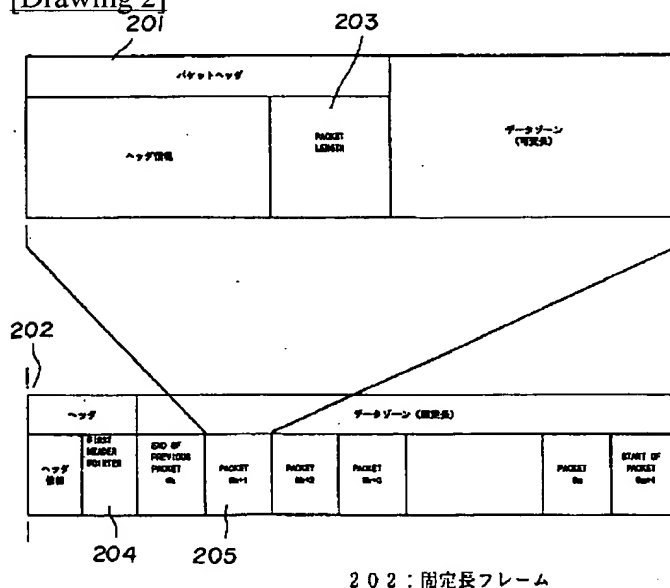 [Drawing 2]
201
203
パケットヘッダ
ヘッダ情報
PACKET
LENGTH
データゾーン
(可変長)
202
ヘッダ
データゾーン (固定長)
ヘッダ
情報
FIRST
HEADER
POINTER
END OF
PREVIOUS
PACKET
PACKET
PACKET
PACKET
PACKET
START OF
PACKET
204
205
202:固定長フレーム